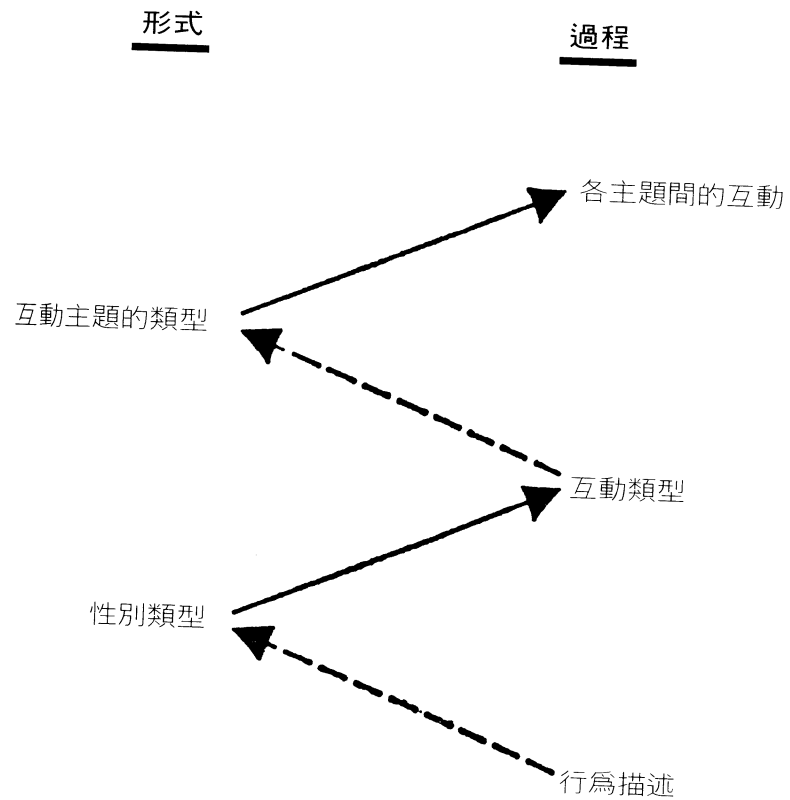 形式
過程
各主題間的互動
互動主題的類型
互動類型
性別類型
行爲描述